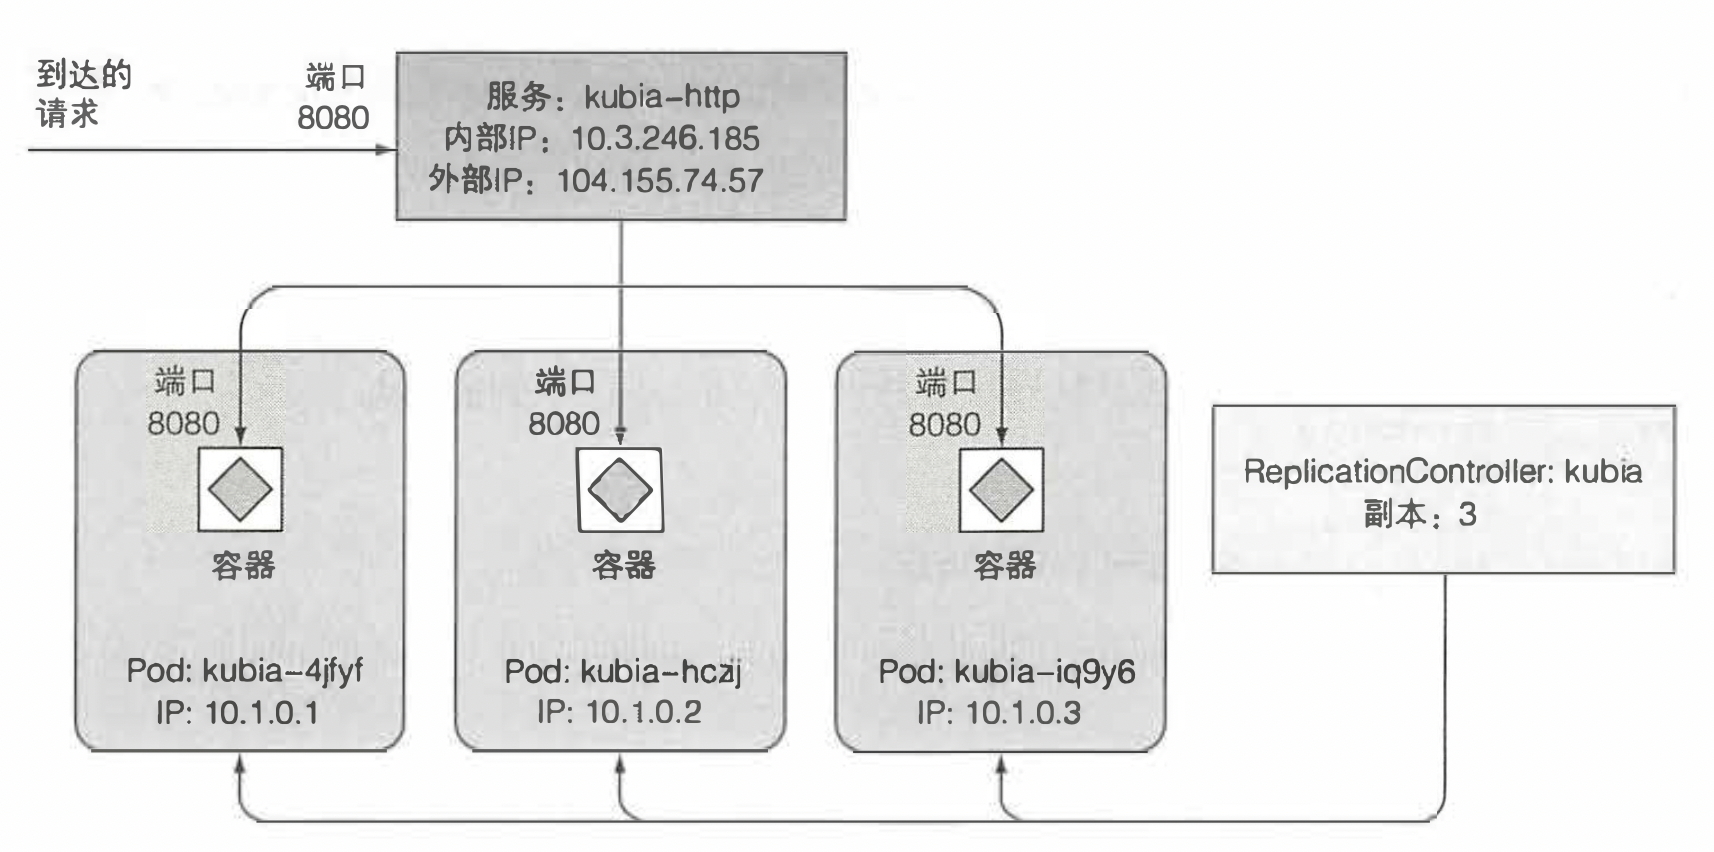 到达的
请求
端口
8080
服务：kubia-http
内部IP：10.3.246.185
外部IP：104.155.74.57
端口
8080
容器
Pod: kubia-4jfyf
IP: 10.1.0.1
端口
8080
容器
Pod: kubia-hczij
IP: 10.1.0.2
端口
8080
容器
Pod: kubia-iq9y6
IP: 10.1.0.3
ReplicationController: kubia
副本：3